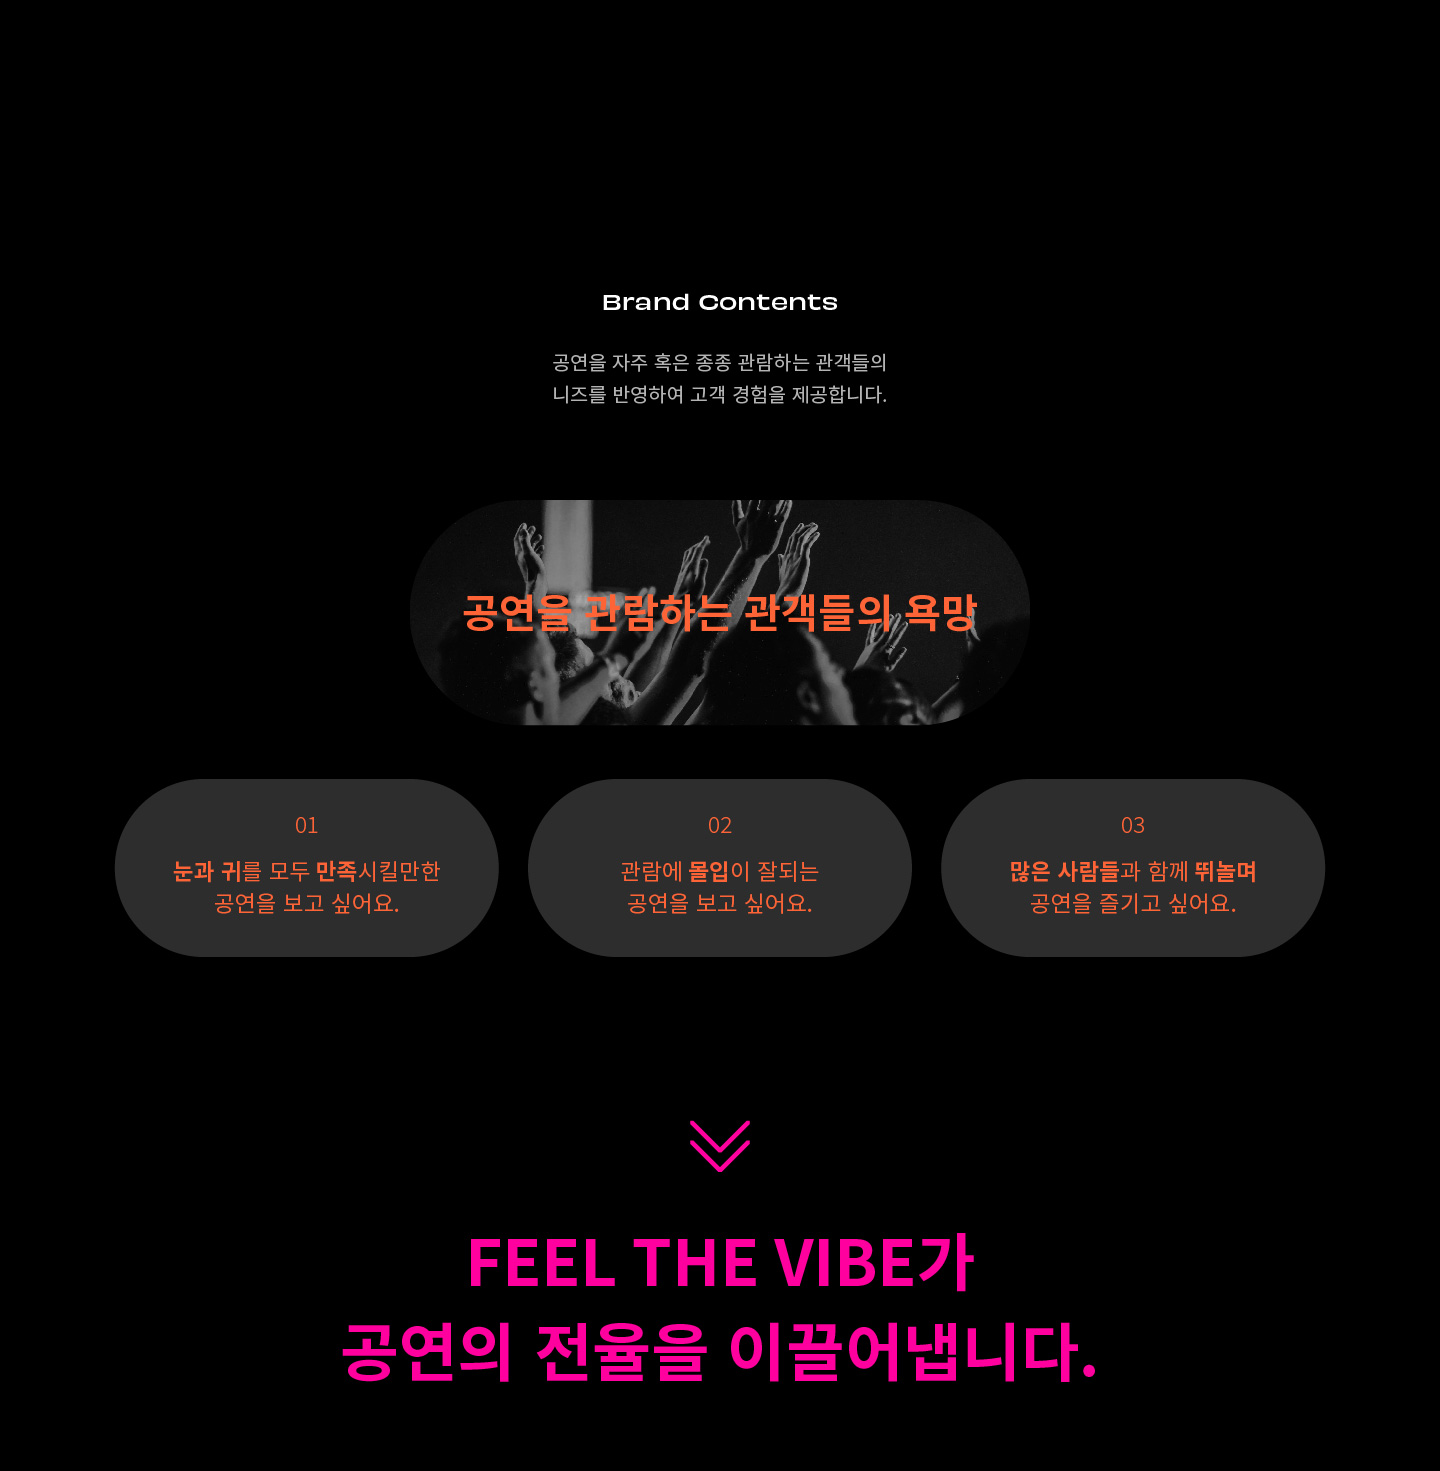 Brand Contents
공연을 자주 혹은 종종 관람하는 관객들의
니즈를 반영하여 고객 경험을 제공합니다.
공연을 관람하는 관객들의 욕망
01
눈과 귀를 모두 만족시킬만한
공연을 보고 싶어요.
02
관람에 몰입이 잘되는
공연을 보고 싶어요.
03
많은 사람들과 함께 뛰놀며
공연을 즐기고 싶어요.
FEEL THE VIBE가
공연의 전율을 이끌어냅니다.